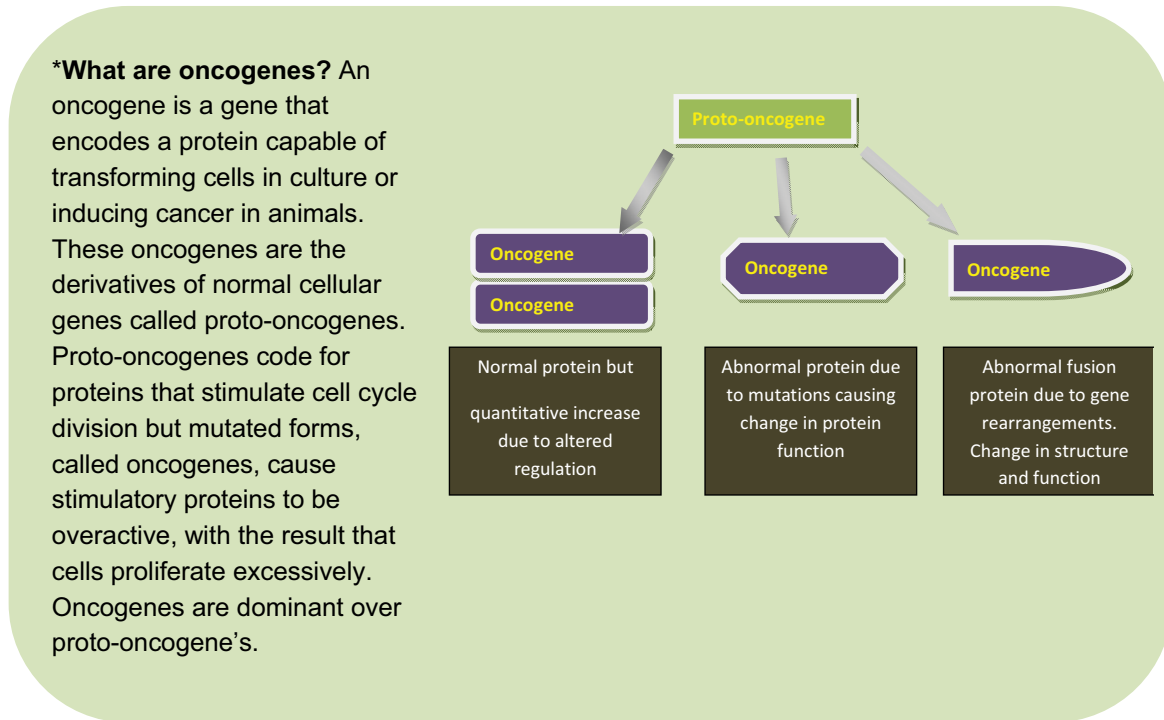 *What are oncogenes? An
oncogene is a gene that
encodes a protein capable of
transforming cells in culture or
inducing cancer in animals.
These oncogenes are the
derivatives of normal cellular
genes called proto-oncogenes.
Proto-oncogenes code for
proteins that stimulate cell cycle
division but mutated forms,
called oncogenes, cause
stimulatory proteins to be
overactive, with the result that
cells proliferate excessively.
Oncogenes are dominant over
proto-oncogene’s.
Proto-oncogene
Oncogene
Oncogene
Oncogene
Oncogene
Normal protein but
quantitative increase
due to altered
regulation
Abnormal protein due
to mutations causing
change in protein
function
Abnormal fusion
protein due to gene
rearrangements.
Change in structure
and function